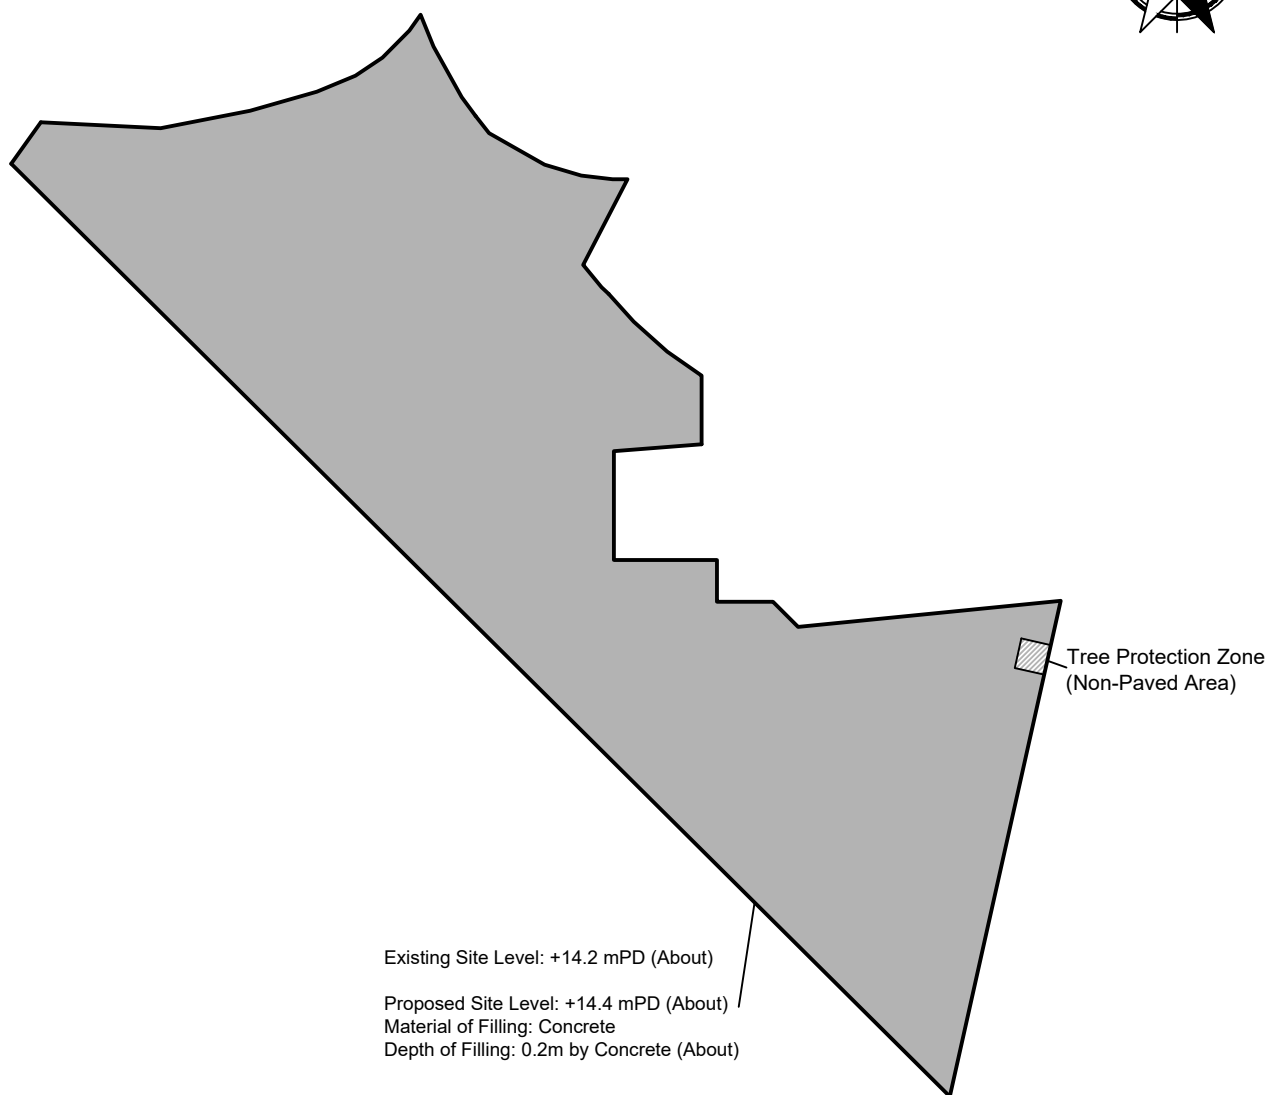 Tree Protection Zone
(Non-Paved Area)
Existing Site Level: +14.2 mPD (About)
Proposed Site Level: +14.4 mPD (About)
Material of Filling: Concrete
Depth of Filling: 0.2m by Concrete (About)